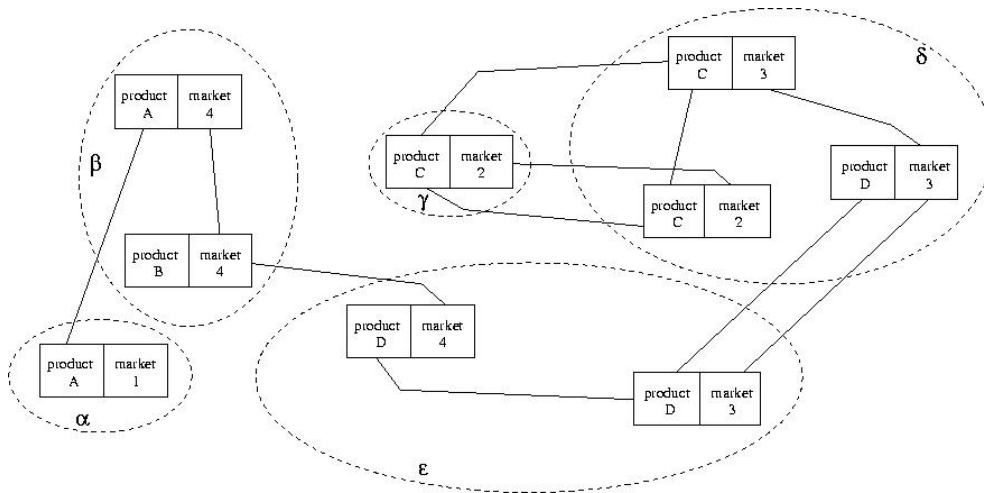 product market
C 3
δ
product market
A 4
β
product market
C 2
γ
product market
D 3
product market
C 2
product market
B 4
product market
D 4
product market
A 1
α
product market
D 3
ε